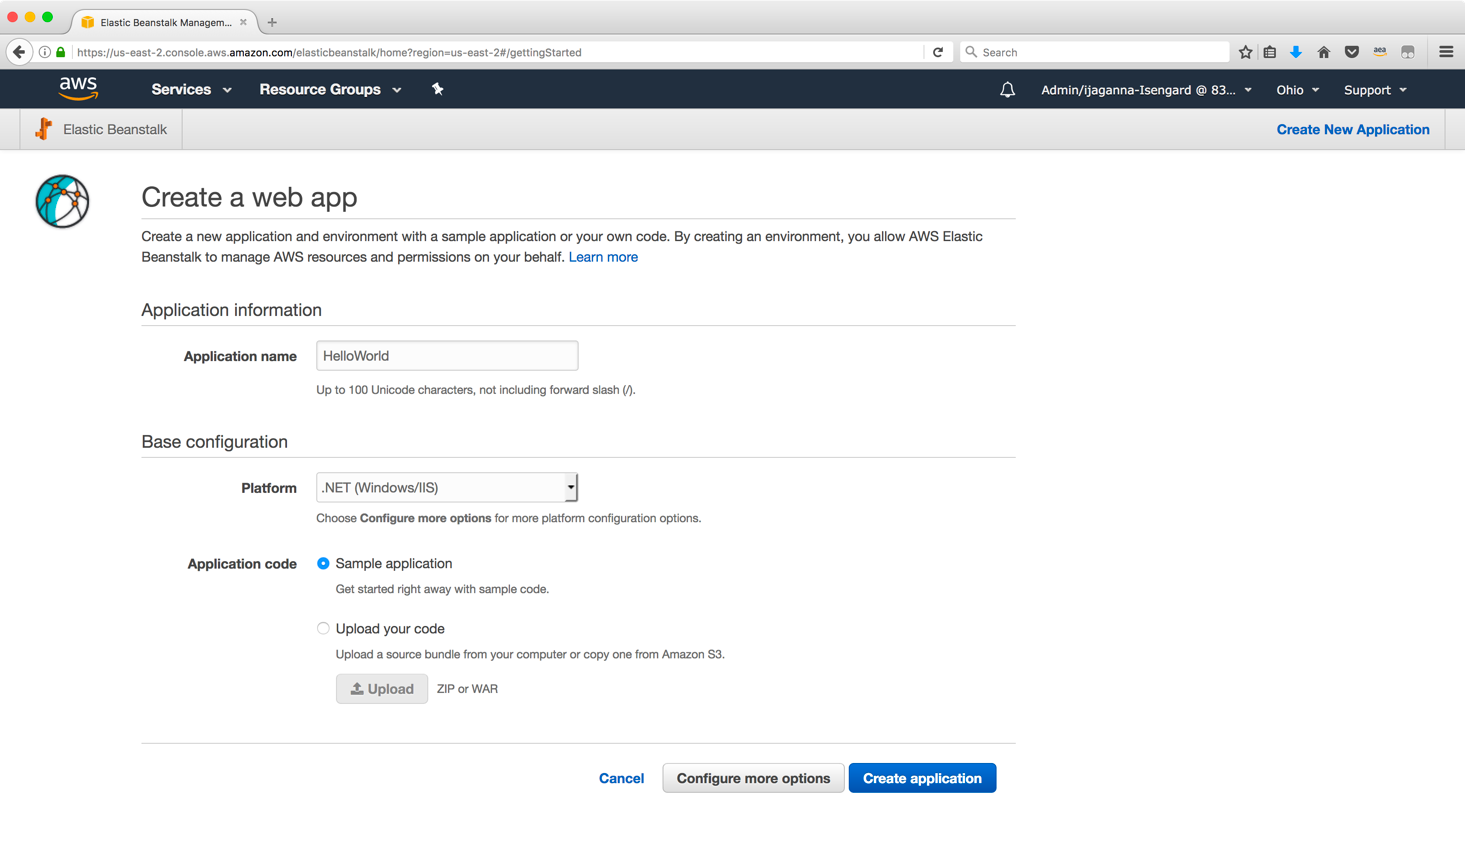 Elastic Beanstalk Managem...
https://us-east-2.console.aws.amazon.com/elasticbeanstalk/home?region=us-east-2#/gettingStarted
Search
aea
aws
Services
Resource Groups
Admin/ijaganna-Isengard @ 83...
Ohio
Support
Elastic Beanstalk
Create New Application
Create a web app
Create a new application and environment with a sample application or your own code. By creating an environment, you allow AWS Elastic
Beanstalk to manage AWS resources and permissions on your behalf. Learn more
Application information
Application name
HelloWorld
Up to 100 Unicode characters, not including forward slash (/).
Base configuration
Platform
.NET (Windows/IIS)
Choose Configure more options for more platform configuration options.
Application code
Sample application
Get started right away with sample code.
Upload your code
Upload a source bundle from your computer or copy one from Amazon S3.
Upload
ZIP or WAR
Cancel
Configure more options
Create application